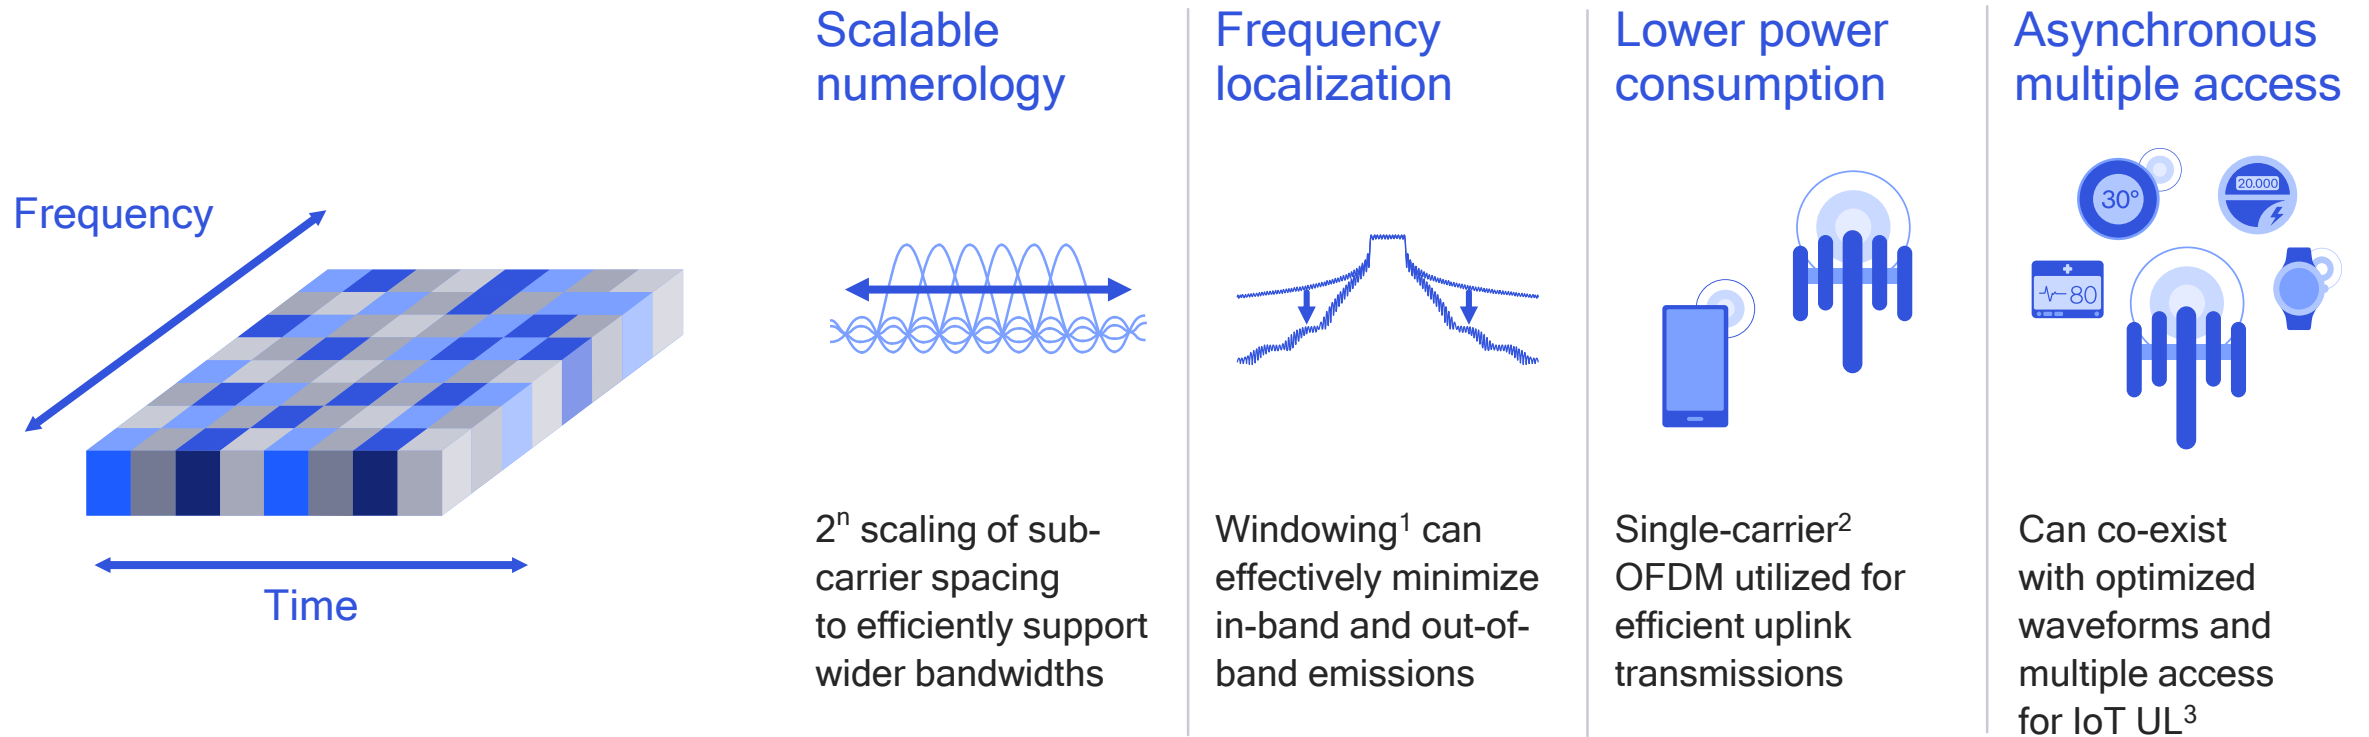 Frequency
Time
Scalable
numerology
2ⁿ scaling of sub-
carrier spacing
to efficiently support
wider bandwidths
Frequency
localization
Windowing¹ can
effectively minimize
in-band and out-of-
band emissions
Lower power
consumption
Single-carrier²
OFDM utilized for
efficient uplink
transmissions
Asynchronous
multiple access
30°
20.000
80
Can co-exist
with optimized
waveforms and
multiple access
for IoT UL³